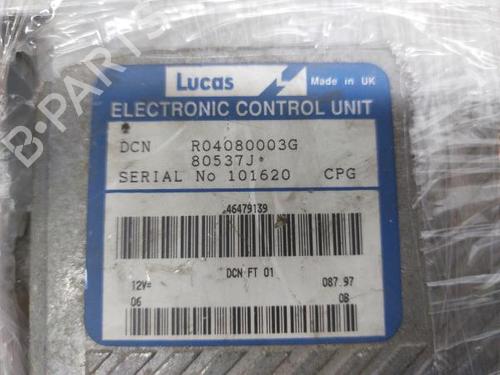 Lucas
Made in UK
ELECTRONIC CONTROL UNIT
DCN R04080003G
80537J
SERIAL No 101620 CPG
46479139
DCN FT 01
12V= 087.97
06 08
B-PARTS